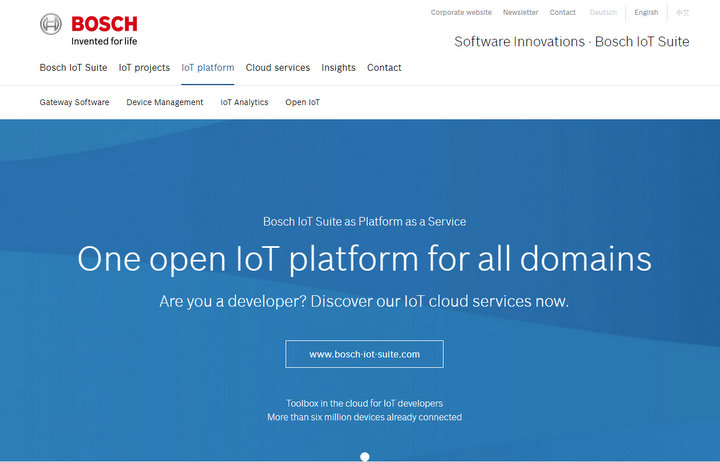 Corporate website Newsletter Contact Deutsch English 中文
BOSCH
Invented for life
Software Innovations · Bosch IoT Suite
Bosch IoT Suite IoT projects IoT platform Cloud services Insights Contact
Gateway Software Device Management IoT Analytics Open IoT
Bosch IoT Suite as Platform as a Service
One open IoT platform for all domains
Are you a developer? Discover our IoT cloud services now.
www.bosch-iot-suite.com
Toolbox in the cloud for IoT developers
More than six million devices already connected